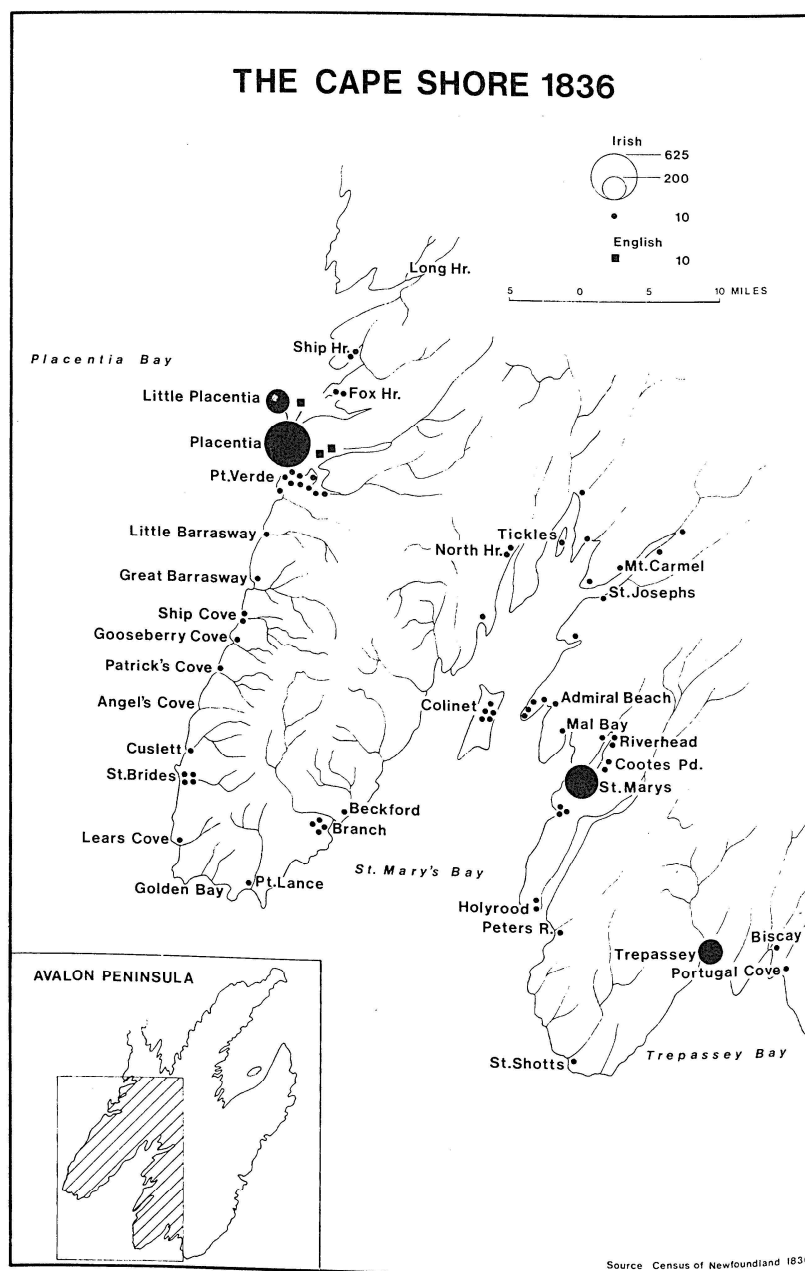 THE CAPE SHORE 1836
Irish
625
200
10
English
10
5 0 5 10 MILES
Long Hr.
Placentia Bay
Ship Hr.
Little Placentia
Fox Hr.
Placentia
Pt.Verde
Little Barrasway
Tickles
North Hr.
Great Barrasway
Mt.Carmel
St.Josephs
Ship Cove
Gooseberry Cove
Patrick's Cove
Angel's Cove
Colinet
Admiral Beach
Mal Bay
Riverhead
Cuslett
Cootes Pd.
St.Brides
St.Marys
Beckford
Branch
Lears Cove
St. Mary's Bay
Golden Bay
Pt.Lance
Holyrood
Peters R.
Biscay
Trepassey
Portugal Cove
AVALON PENINSULA
Trepassey Bay
St.Shotts
Source Census of Newfoundland 183